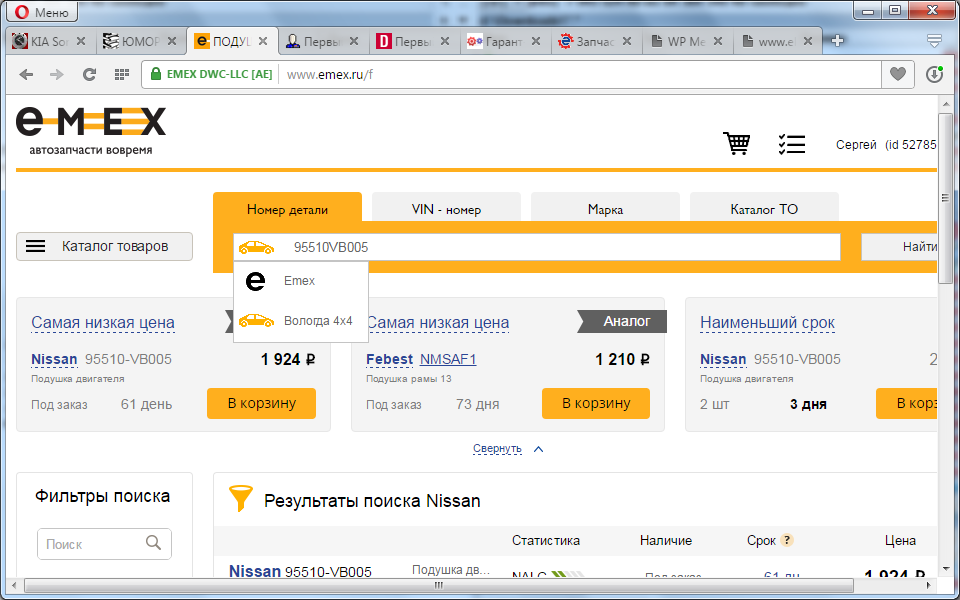 Меню
KIA So
ЮМОР
ПОДУЦ
Первы
Первы
Гарант
Запчас
WP Me
www.e
EMEX DWC-LLC [AE] www.emex.ru/f
e-MEX
автозапчасти вовремя
Сергей (id 52785
Номер детали
VIN - номер
Марка
Каталог ТО
Каталог товаров
95510VB005
Найти
Emex
Вологда 4x4
Самая низкая цена
Nissan 95510-VB005 1 924 ₽
Подушка двигателя
Под заказ 61 день В корзину
Самая низкая цена Аналог
Febest NMSAF1 1 210 ₽
Подушка рамы 13
Под заказ 73 дня В корзину
Наименьший срок
Nissan 95510-VB005 2
Подушка двигателя
2 шт 3 дня В корз
Свернуть
Фильтры поиска
Поиск
Результаты поиска Nissan
Статистика Наличие Срок ? Цена
Nissan 95510-VB005 Подушка дв... NALG Под заказ 61 дн 1 924 ₽